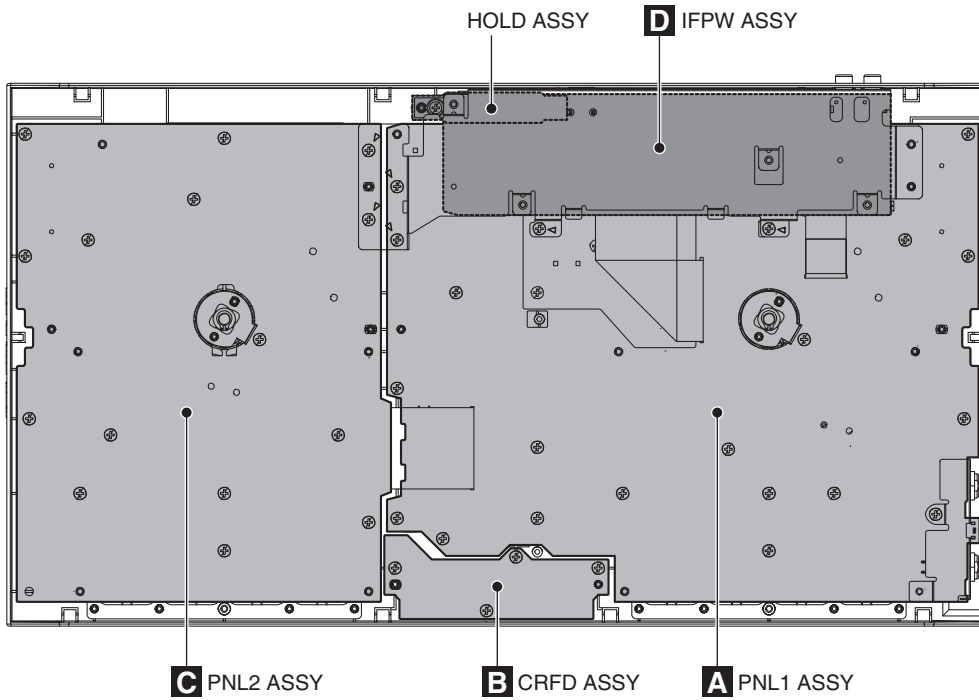 HOLD ASSY
D IFPW ASSY
C PNL2 ASSY
B CRFD ASSY
A PNL1 ASSY